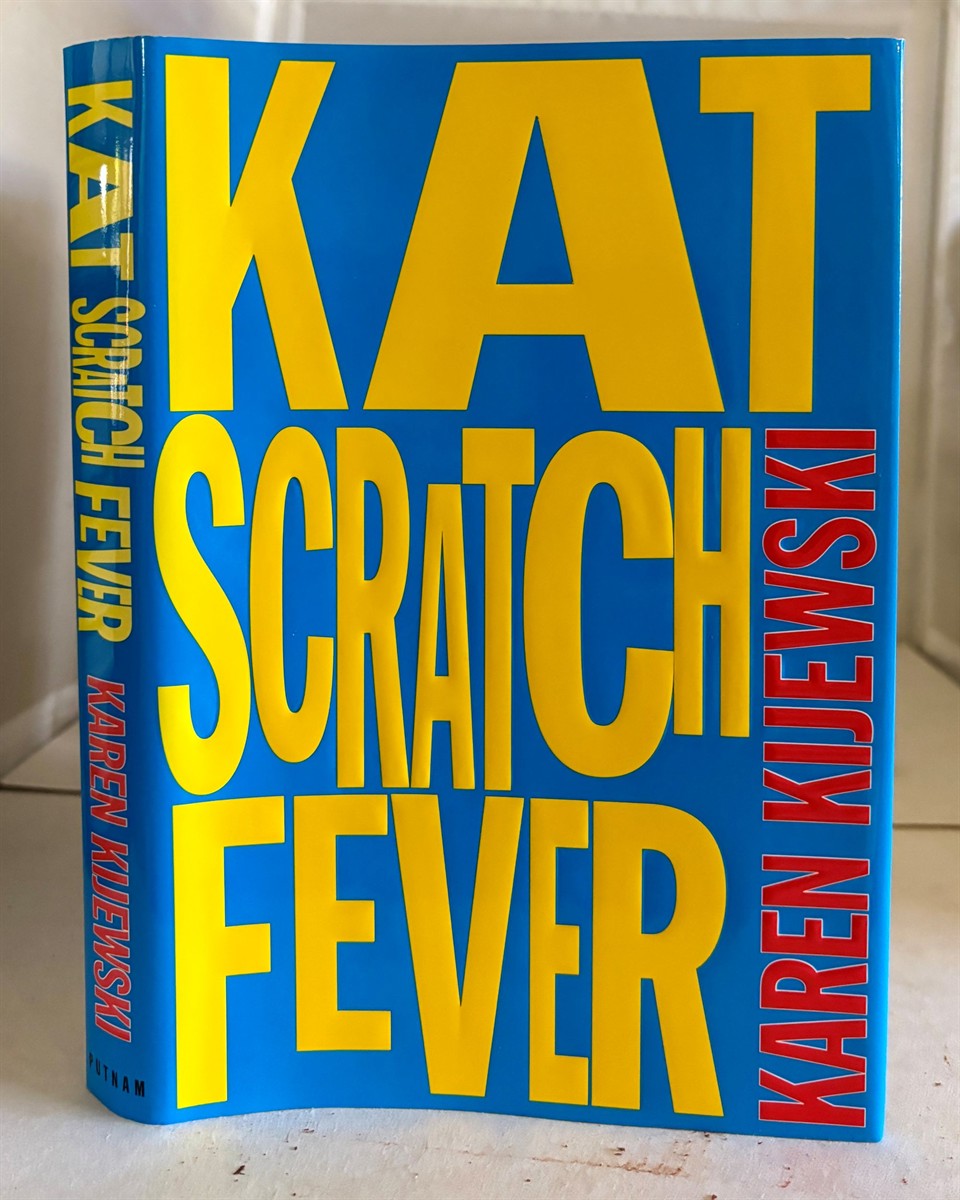 KAT SCRATCH FEVER KAREN KIJEWSKI
PUTNAM
KAT
SCRATCH
FEVER
KAREN KIJEWSKI